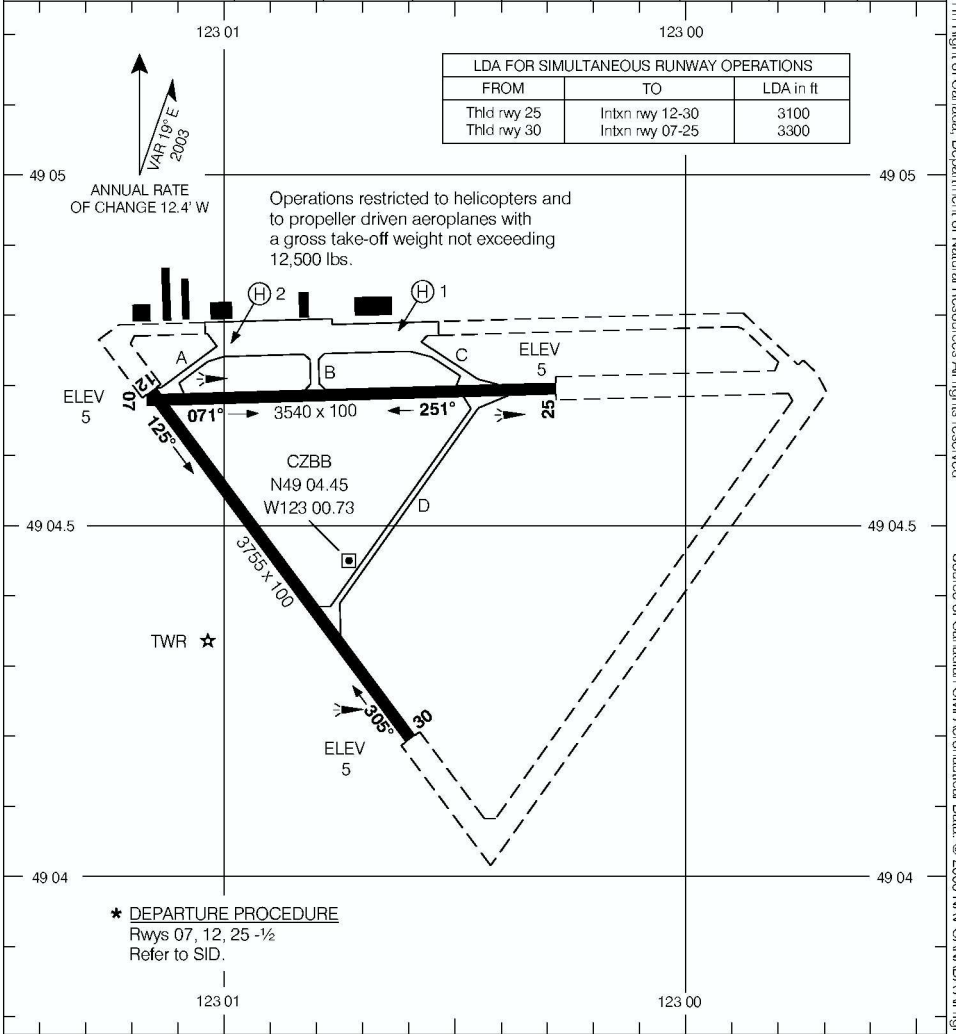 123 01
123 00
LDA FOR SIMULTANEOUS RUNWAY OPERATIONS
FROM TO LDA in ft
Thld rwy 25 Intxn rwy 12-30 3100
Thld rwy 30 Intxn rwy 07-25 3300
VAR 19° E
2003
49 05
49 05
ANNUAL RATE
OF CHANGE 12.4' W
Operations restricted to helicopters and
to propeller driven aeroplanes with
a gross take-off weight not exceeding
12,500 lbs.
H 2
H 1
A
B
C
ELEV
5
ELEV
5
12
07
071°
3540 x 100
251°
25
125°
CZBB
N49 04.45
W123 00.73
D
49 04.5
49 04.5
3755 x 100
TWR
305°
30
ELEV
5
49 04
49 04
* DEPARTURE PROCEDURE
Rwys 07, 12, 25 -½
Refer to SID.
123 01
123 00